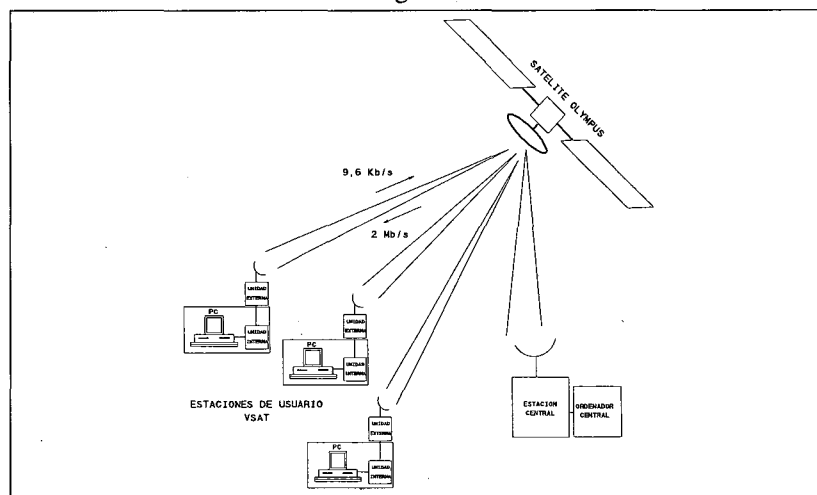 SATELITE OLYMPUS
9,6 Kb/s
2 Mb/s
UNIDAD
EXTERNA
PC
UNIDAD
INTERNA
UNIDAD
EXTERNA
PC
UNIDAD
INTERNA
ESTACIONES DE USUARIO
VSAT
UNIDAD
EXTERNA
PC
UNIDAD
INTERNA
ESTACION
CENTRAL
ORDENADOR
CENTRAL